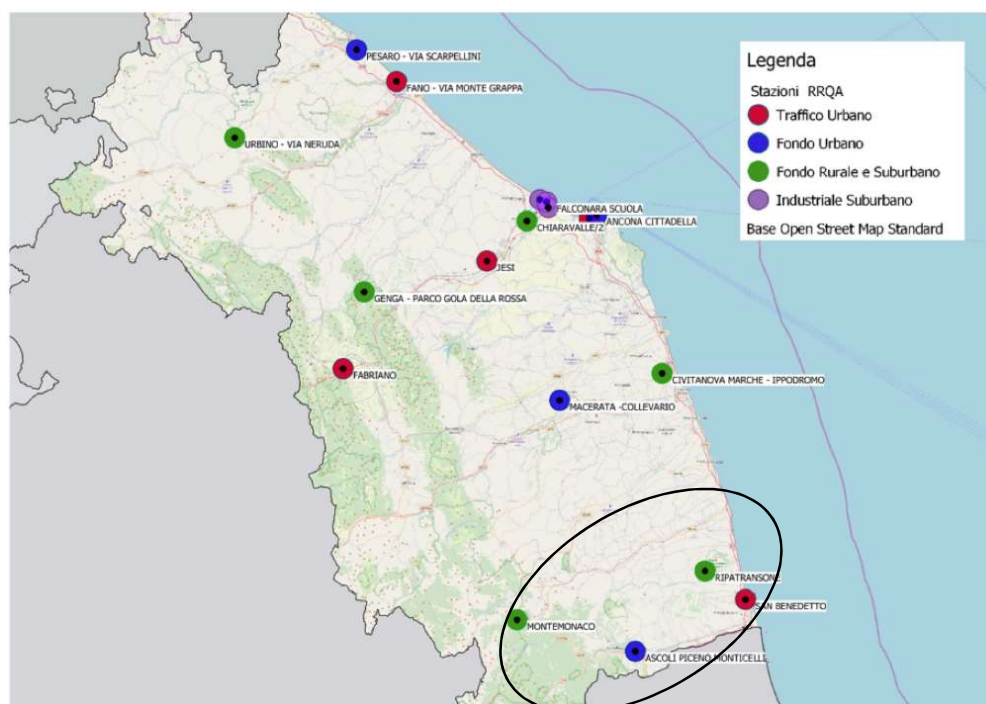 PESARO - VIA SCARPELLINI
FANO - VIA MONTE GRAPPA
URBINO - VIA NERUDA
FALCONARA SCUOLA
CHIARAVALLE/2
ANCONA CITTADELLA
JESI
GENGA - PARCO GOLA DELLA ROSSA
FABRIANO
CIVITANOVA MARCHE - IPPODROMO
MACERATA -COLLEVARIO
RIPATRANSONE
SAN BENEDETTO
MONTEMONACO
ASCOLI PICENO MONTICELLI
Legenda
Stazioni RRQA
Traffico Urbano
Fondo Urbano
Fondo Rurale e Suburbano
Industriale Suburbano
Base Open Street Map Standard